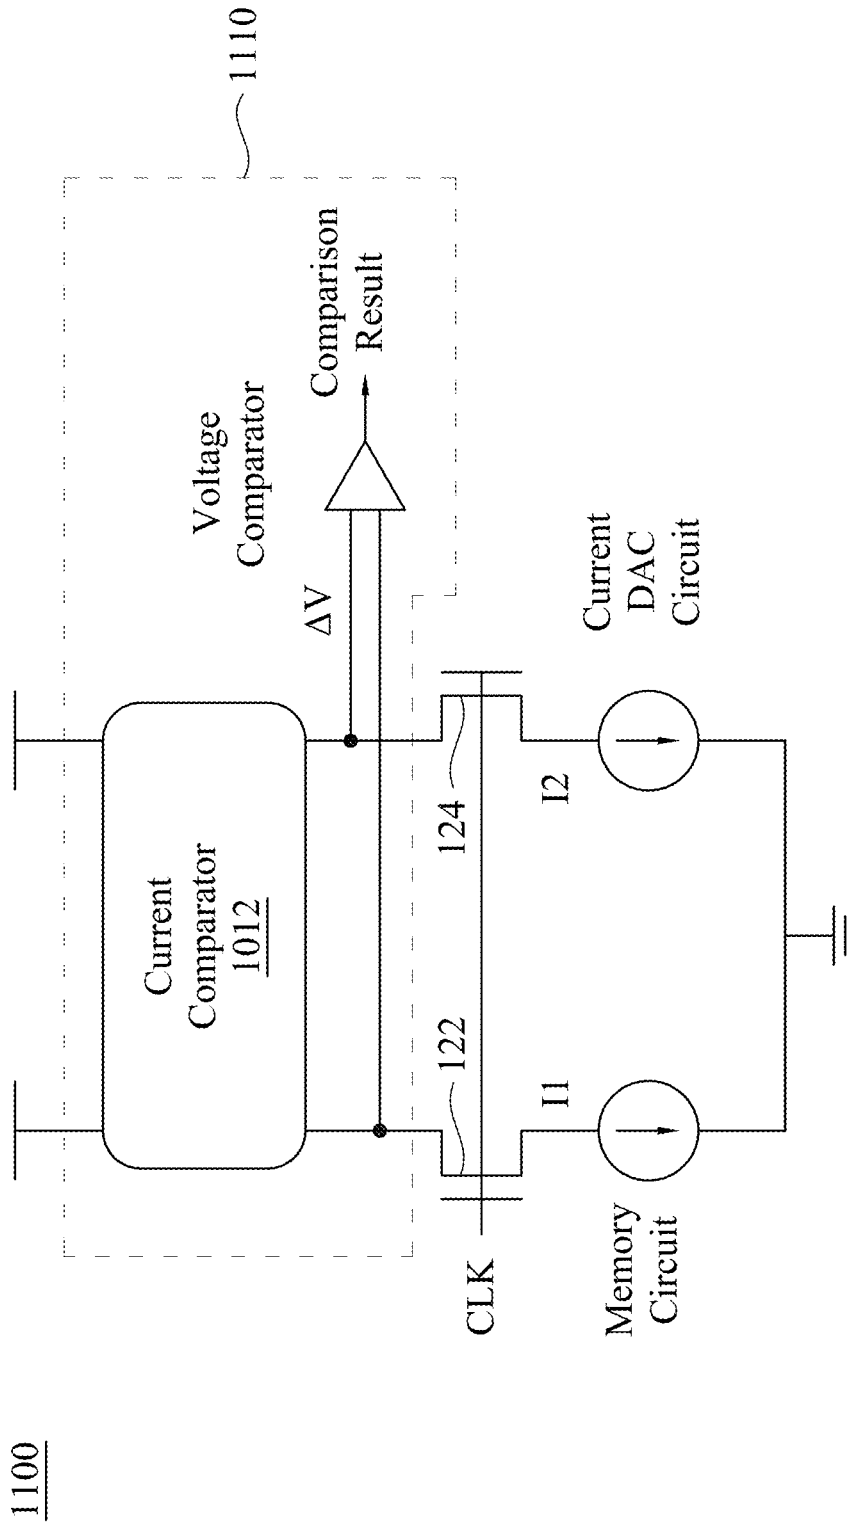 1100
1110
Current
Comparator
1012
Voltage
Comparator
ΔV
Comparison
Result
CLK
122
124
I1
I2
Memory
Circuit
Current
DAC
Circuit